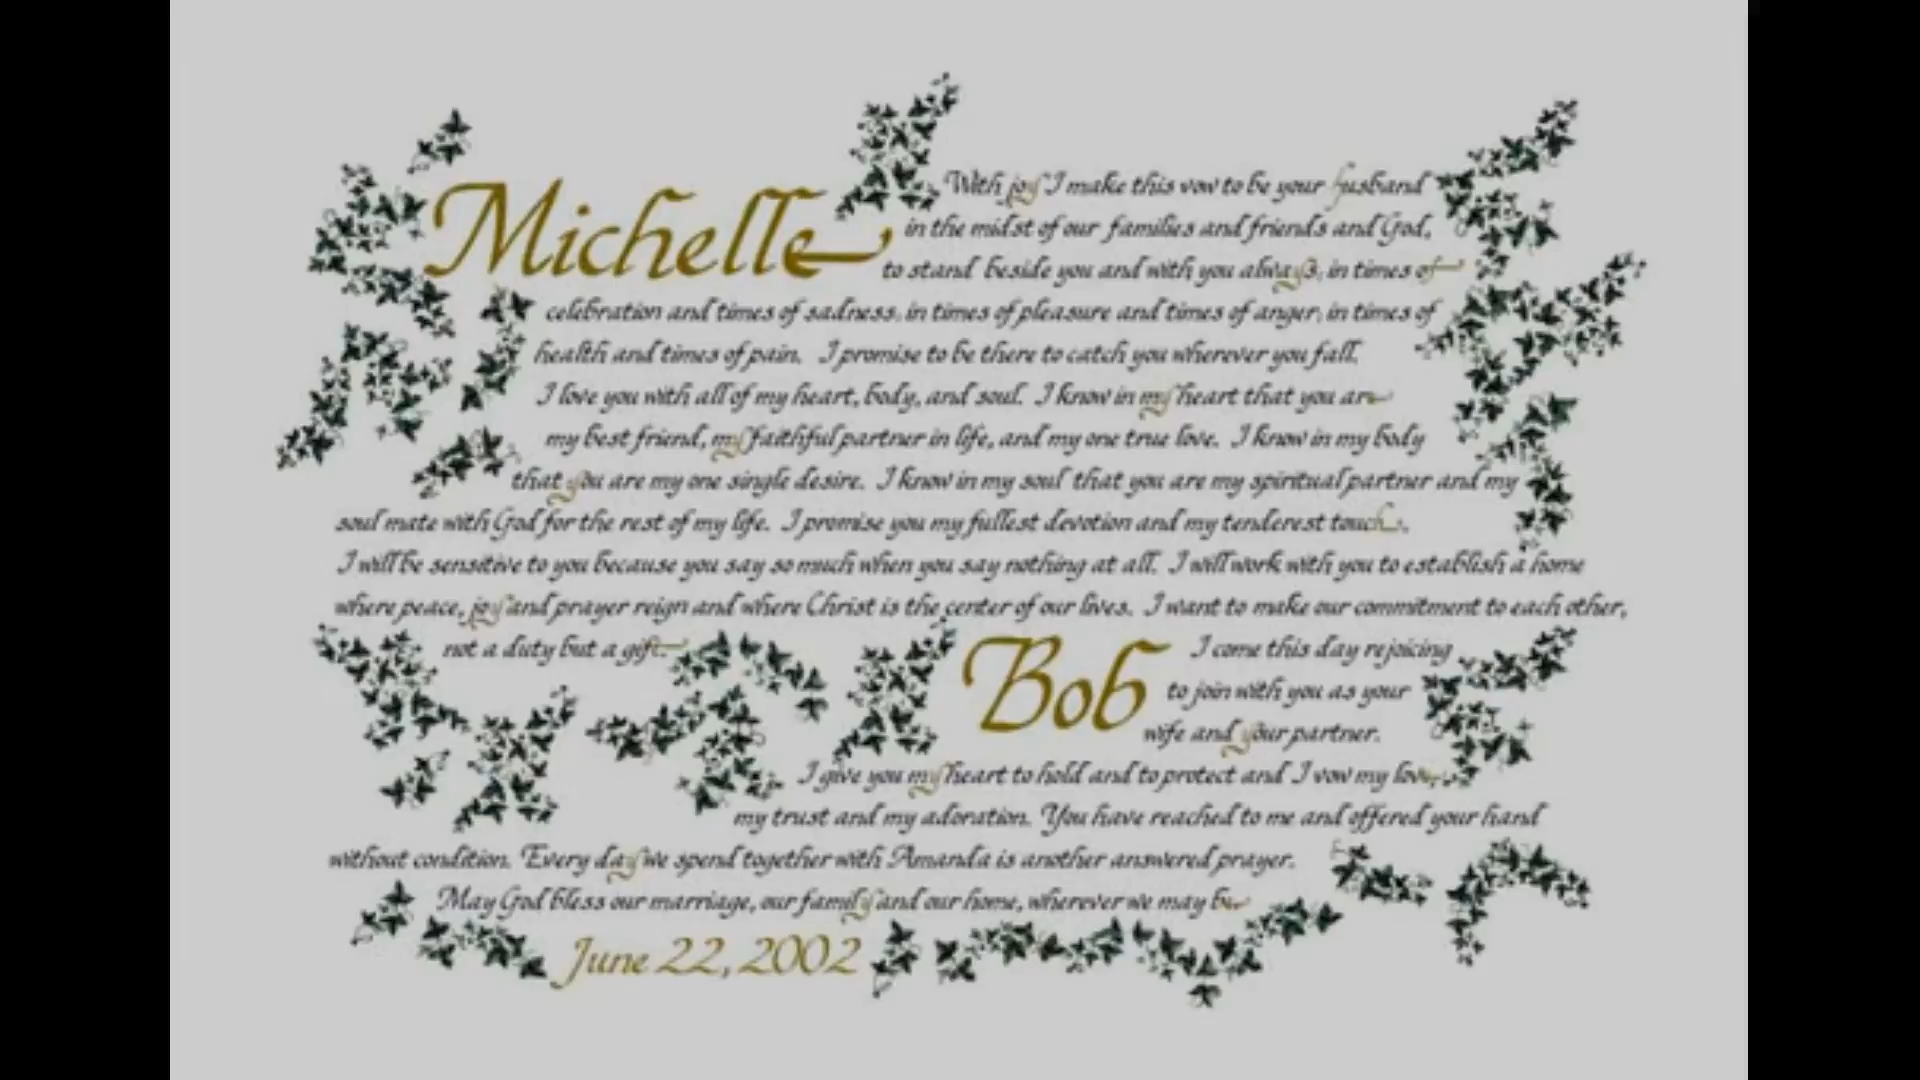 Michelle With joy I make this vow to be your husband
in the midst of our families and friends and God,
to stand beside you and with you always, in times of
celebration and times of sadness, in times of pleasure and times of anger, in times of
health and times of pain. I promise to be there to catch you wherever you fall.
I love you with all of my heart, body, and soul. I know in my heart that you are
my best friend, my faithful partner in life, and my one true love. I know in my body
that you are my one single desire. I know in my soul that you are my spiritual partner and my
soul mate with God for the rest of my life. I promise you my fullest devotion and my tenderest touch.
I will be sensitive to you because you say so much when you say nothing at all. I will work with you to establish a home
where peace, joy and prayer reign and where Christ is the center of our lives. I want to make our commitment to each other,
not a duty but a gift.
Bob I come this day rejoicing
to join with you as your
wife and your partner.
I give you my heart to hold and to protect and I vow my love,
my trust and my adoration. You have reached to me and offered your hand
without condition. Every day we spend together with Amanda is another answered prayer.
May God bless our marriage, our family and our home, wherever we may be.
June 22, 2002